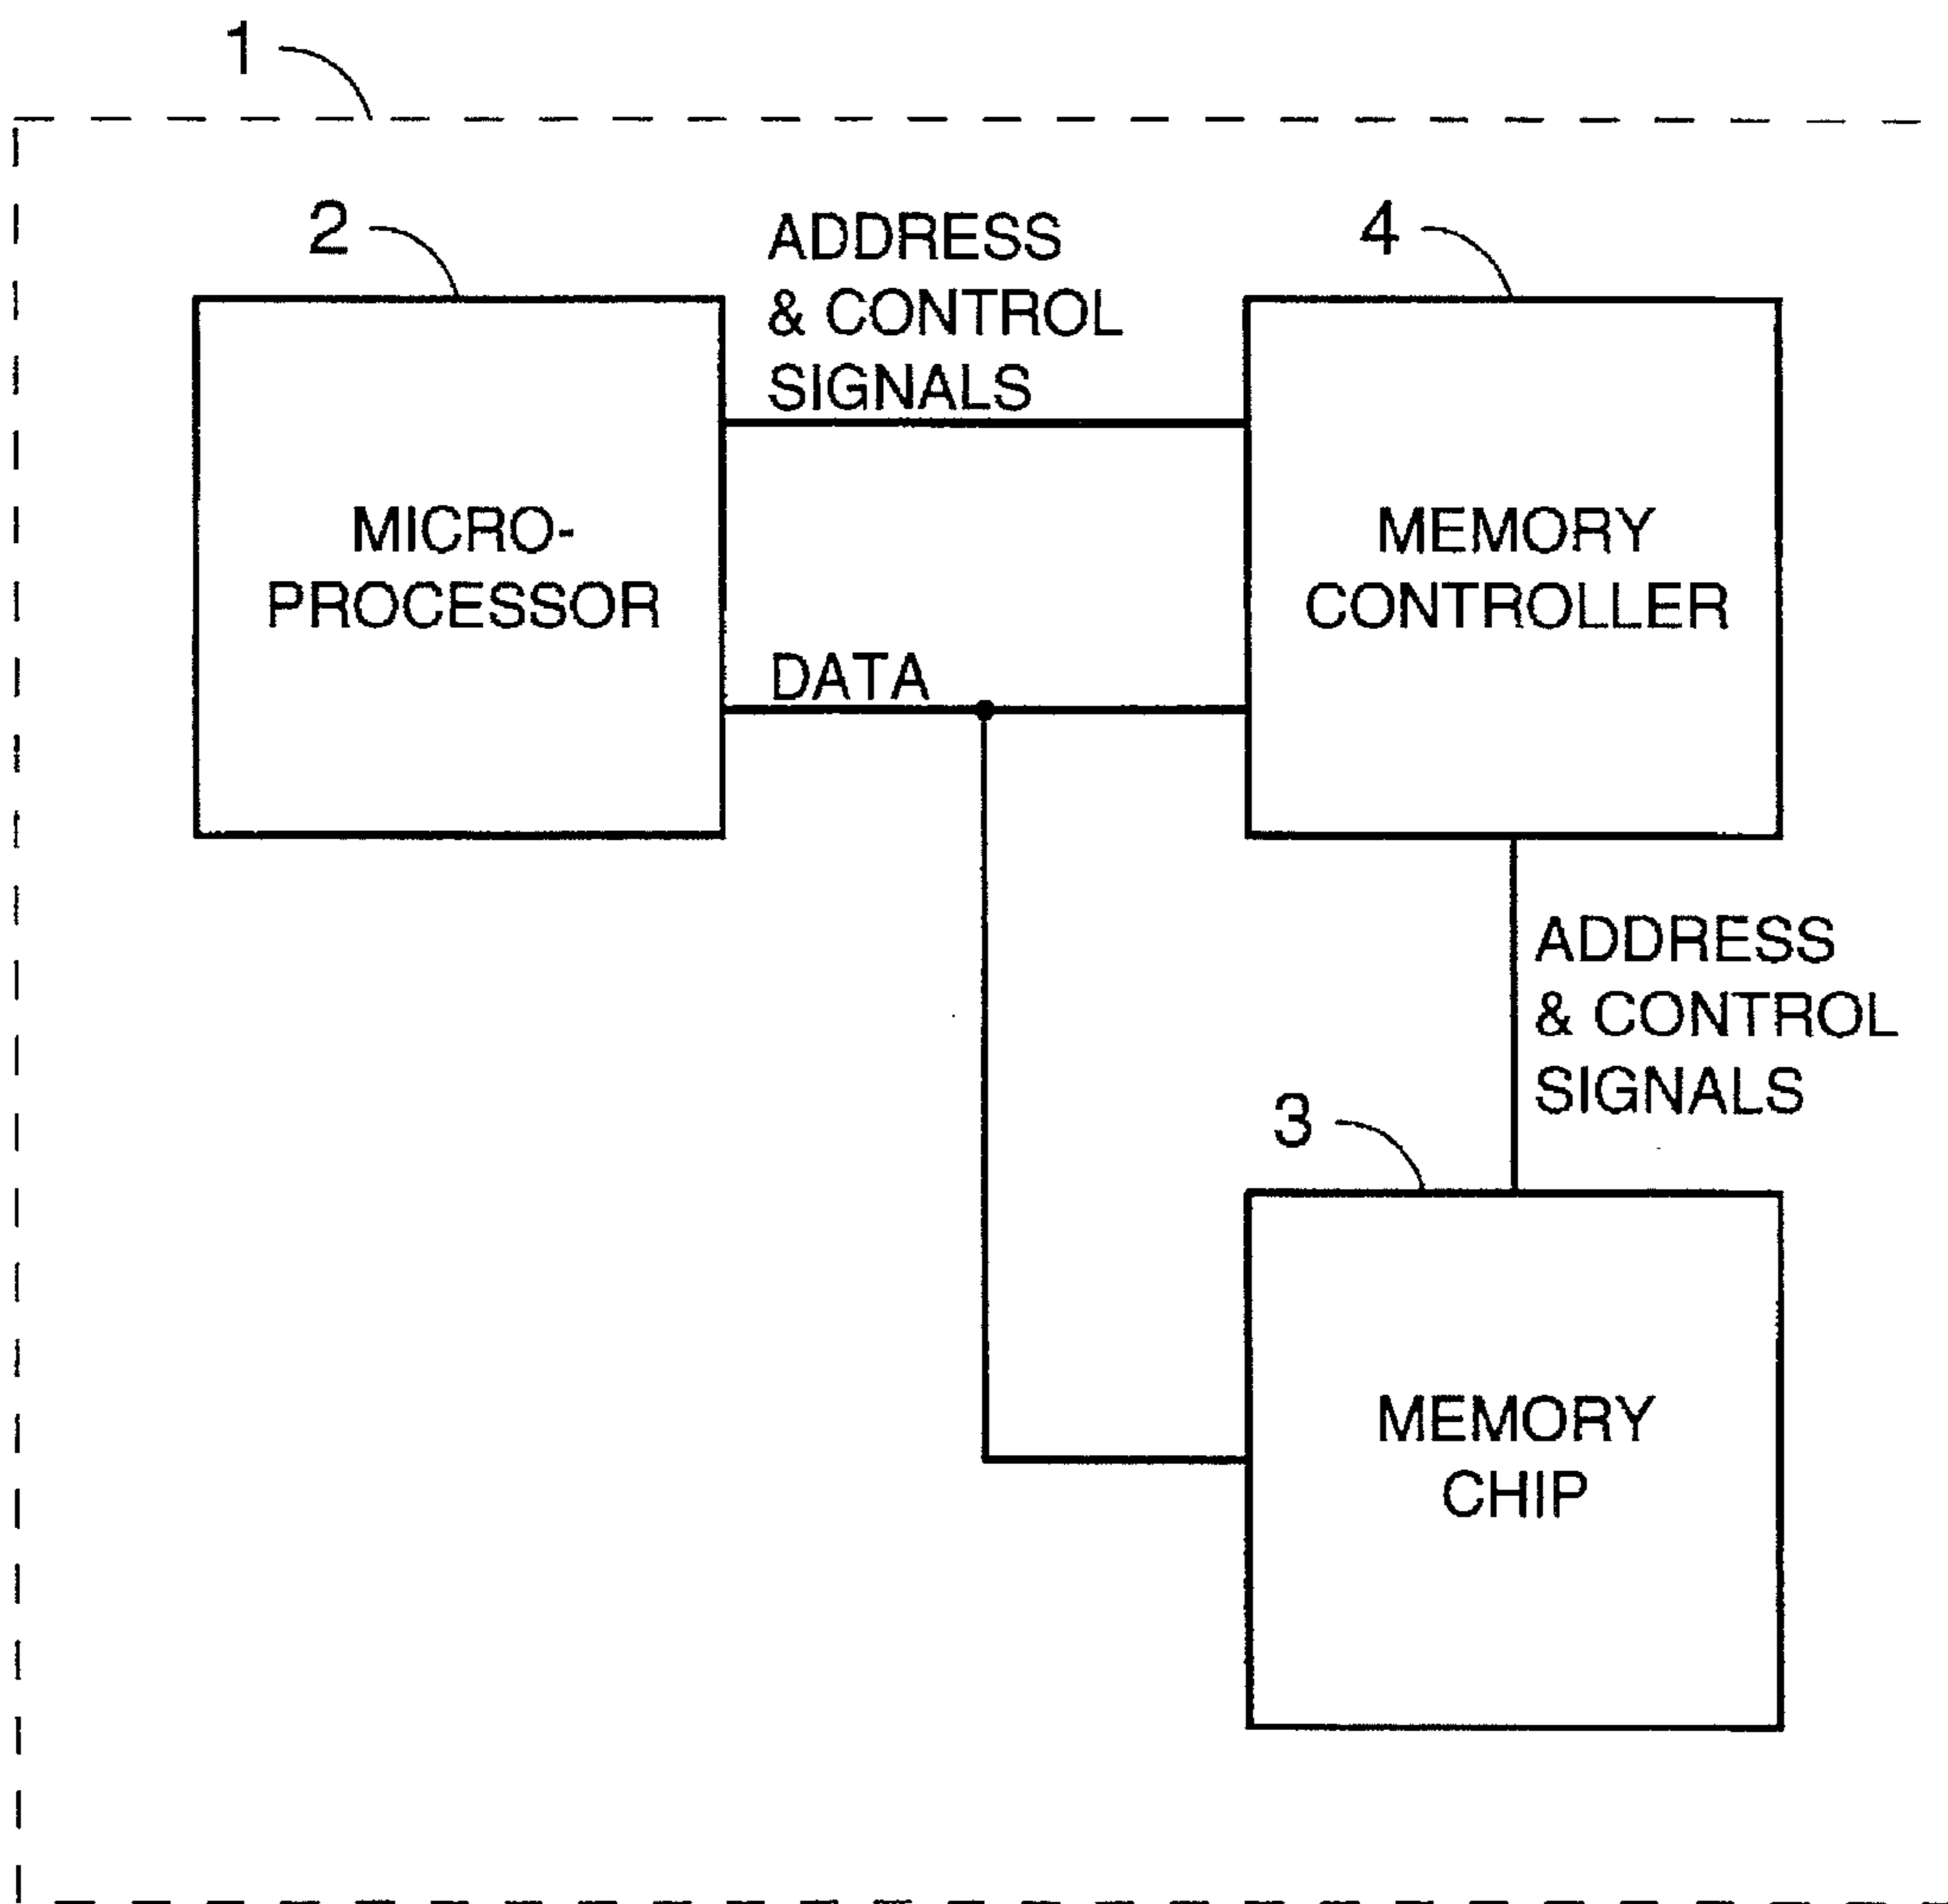 1
2
ADDRESS
& CONTROL
SIGNALS
4
MICRO-
PROCESSOR
MEMORY
CONTROLLER
DATA
ADDRESS
& CONTROL
SIGNALS
3
MEMORY
CHIP